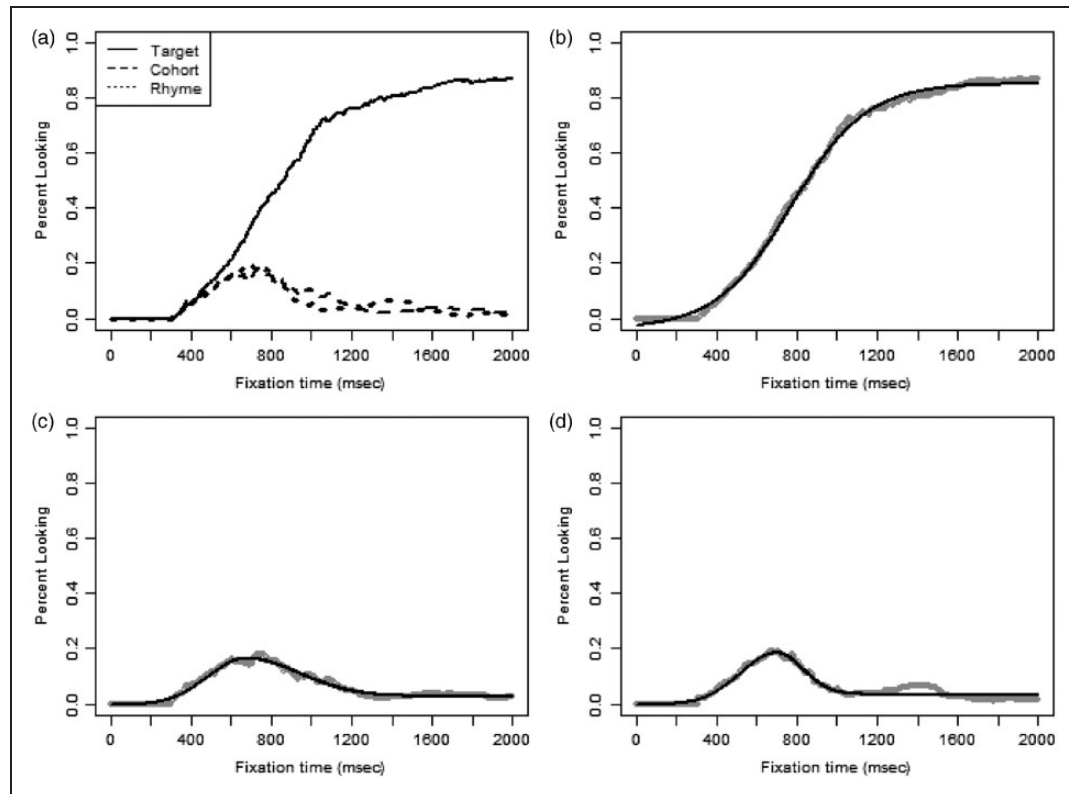 (a)
Target
Cohort
Rhyme
Percent Looking
0.0 0.2 0.4 0.6 0.8 1.0
0 400 800 1200 1600 2000
Fixation time (msec)
(b)
Percent Looking
0.0 0.2 0.4 0.6 0.8 1.0
0 400 800 1200 1600 2000
Fixation time (msec)
(c)
Percent Looking
0.0 0.2 0.4 0.6 0.8 1.0
0 400 800 1200 1600 2000
Fixation time (msec)
(d)
Percent Looking
0.0 0.2 0.4 0.6 0.8 1.0
0 400 800 1200 1600 2000
Fixation time (msec)